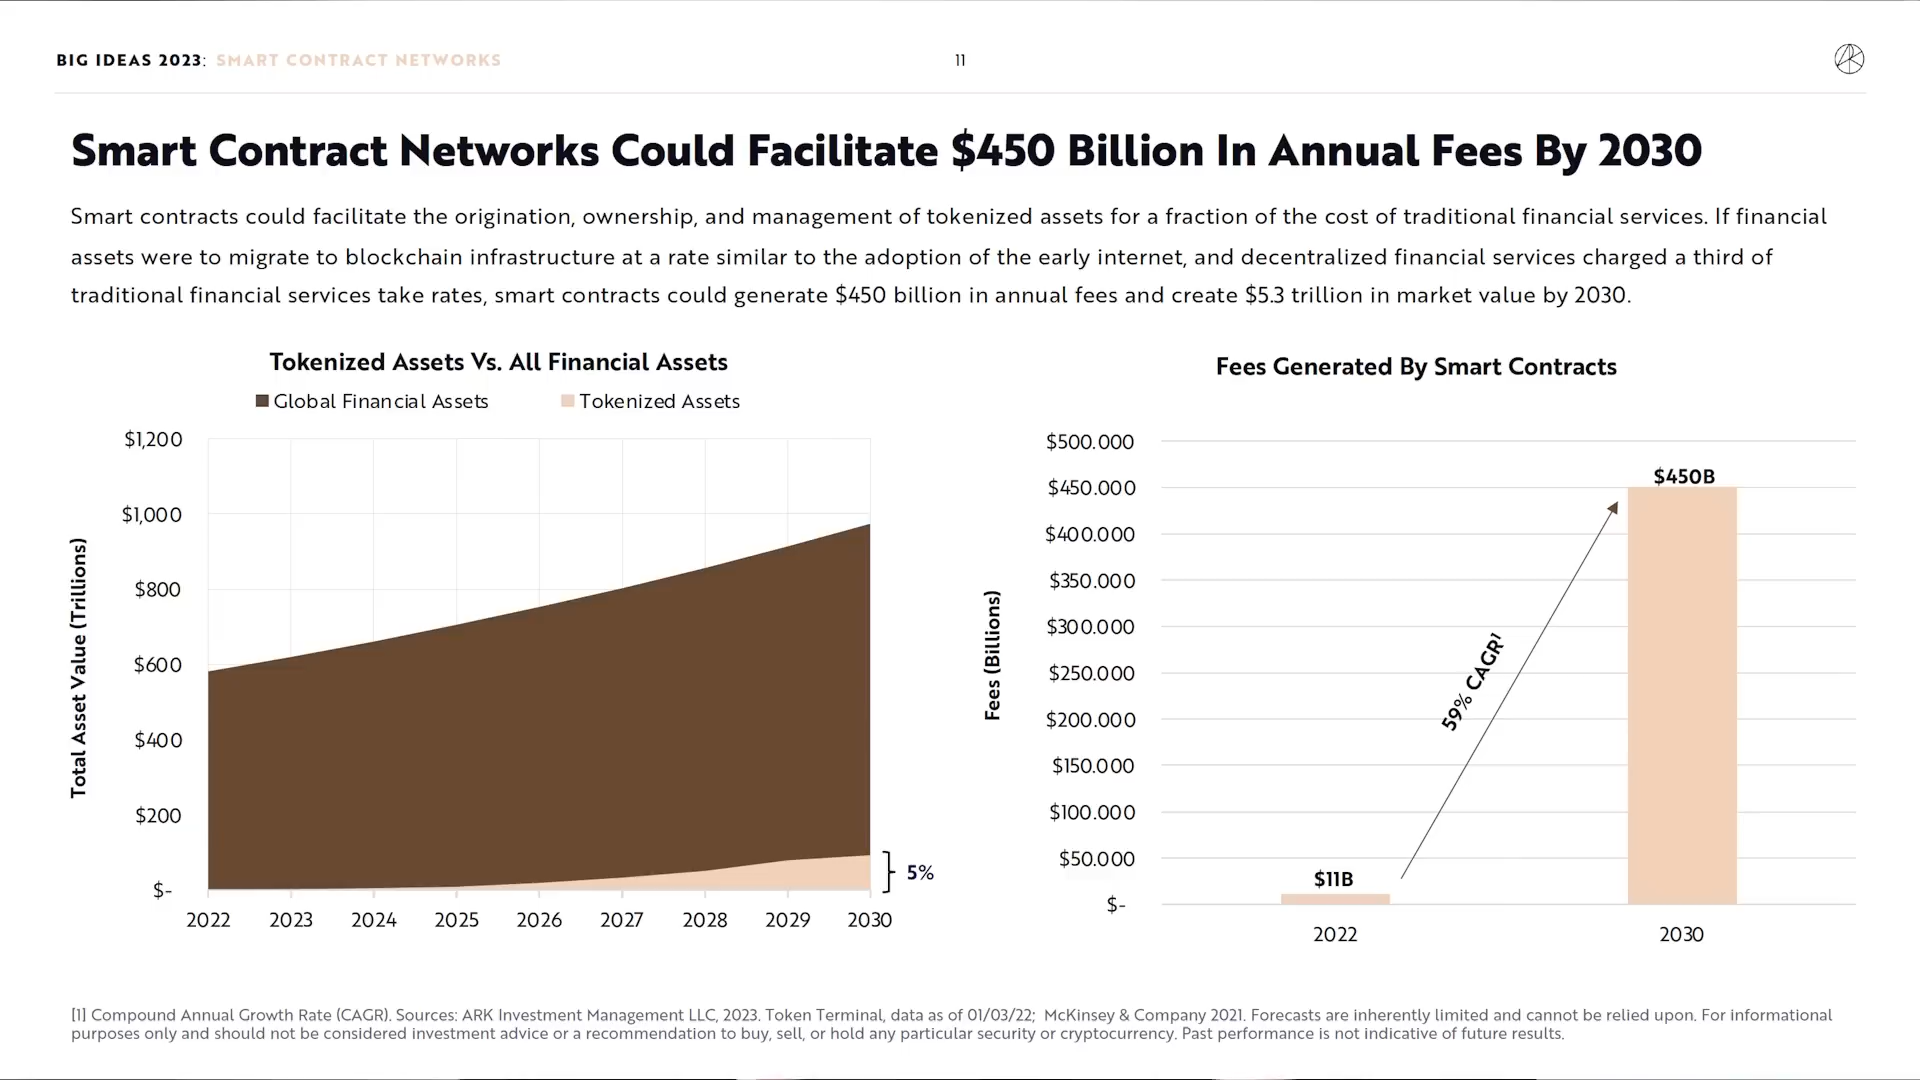 BIG IDEAS 2023: SMART CONTRACT NETWORKS
11
Smart Contract Networks Could Facilitate $450 Billion In Annual Fees By 2030
Smart contracts could facilitate the origination, ownership, and management of tokenized assets for a fraction of the cost of traditional financial services. If financial
assets were to migrate to blockchain infrastructure at a rate similar to the adoption of the early internet, and decentralized financial services charged a third of
traditional financial services take rates, smart contracts could generate $450 billion in annual fees and create $5.3 trillion in market value by 2030.
Tokenized Assets Vs. All Financial Assets
Global Financial Assets Tokenized Assets
Total Asset Value (Trillions)
$1,200
$1,000
$800
$600
$400
$200
$-
5%
2022 2023 2024 2025 2026 2027 2028 2029 2030
Fees Generated By Smart Contracts
Fees (Billions)
$500.000
$450.000
$400.000
$350.000
$300.000
$250.000
$200.000
$150.000
$100.000
$50.000
$-
$450B
59% CAGR¹
$11B
2022 2030
[1] Compound Annual Growth Rate (CAGR). Sources: ARK Investment Management LLC, 2023. Token Terminal, data as of 01/03/22; McKinsey & Company 2021. Forecasts are inherently limited and cannot be relied upon. For informational
purposes only and should not be considered investment advice or a recommendation to buy, sell, or hold any particular security or cryptocurrency. Past performance is not indicative of future results.